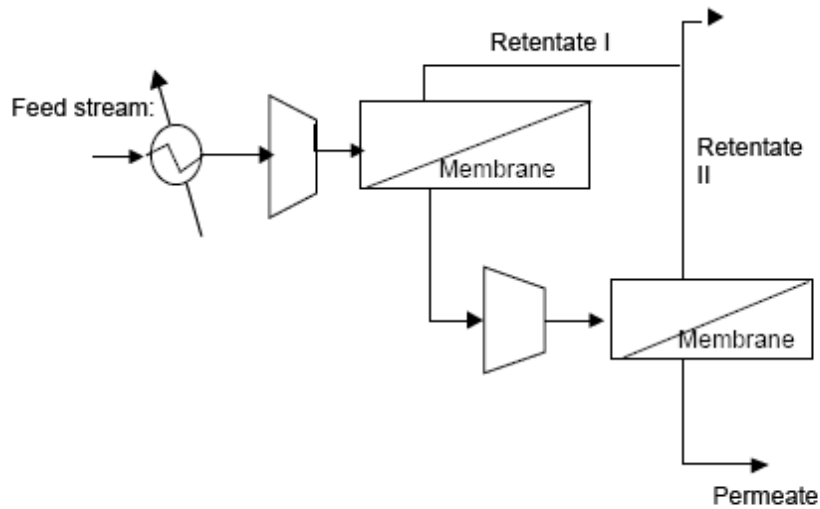 Retentate I
Feed stream:
Membrane
Retentate
II
Membrane
Permeate